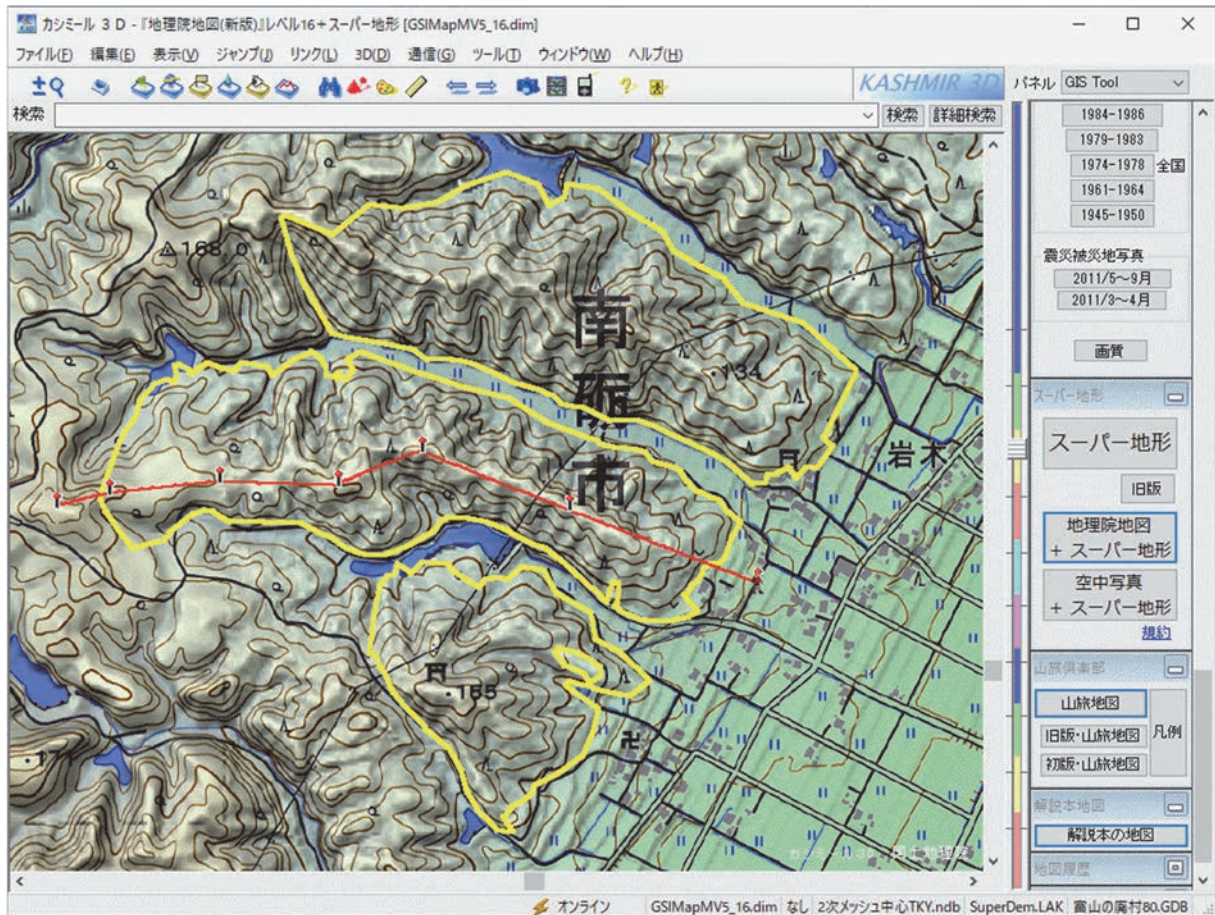 カシミール 3D - 『地理院地図(新版)』レベル16+スーパー地形 [GSIMapMV5_16.dim]
ファイル(F) 編集(E) 表示(V) ジャンプ(J) リンク(L) 3D(D) 通信(G) ツール(T) ウィンドウ(W) ヘルプ(H)
KASHMIR 3D
パネル GIS Tool
検索
検索 詳細検索
1984-1986
1979-1983
1974-1978 全国
1961-1964
1945-1950
震災被災地写真
2011/5~9月
2011/3~4月
画質
スーパー地形
スーパー地形
旧版
地理院地図
+ スーパー地形
空中写真
+ スーパー地形
規約
山旅倶楽部
山旅地図
旧版・山旅地図 凡例
初版・山旅地図
解説本地図
解説本の地図
地図履歴
168.0
南砺市
134
岩木
165
17
オンライン GSIMapMV5_16.dim なし 2次メッシュ中心TKY.ndb SuperDem.LAK 富山の廃村80.GDB